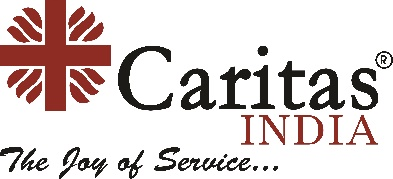 Caritas®
INDIA
The Joy of Service...